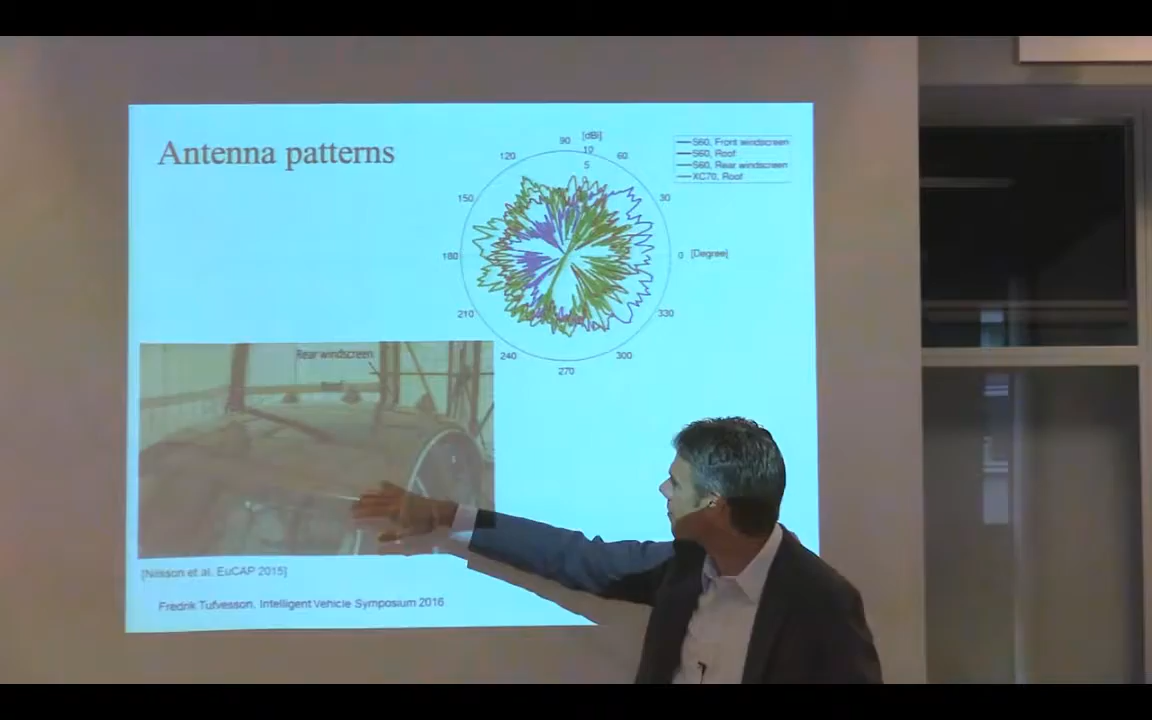 Antenna patterns
[dBi]
90
10
5
120
60
150
30
180
0
[Degree]
210
330
240
300
270
S60, Front windscreen
S60, Roof
S60, Rear windscreen
XC70, Roof
Rear windscreen
[Nilsson et al. EuCAP 2015]
Fredrik Tufvesson, Intelligent Vehicle Symposium 2016